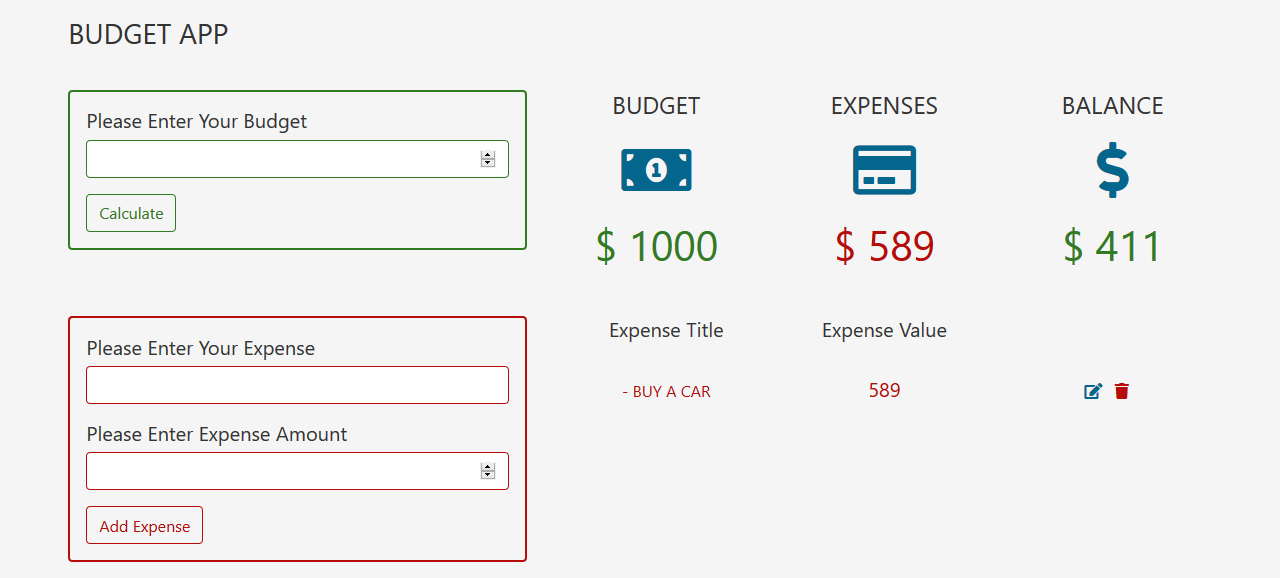 BUDGET APP
Please Enter Your Budget
Calculate
BUDGET EXPENSES BALANCE
1
$ 1000 $ 589 $ 411
Please Enter Your Expense
Please Enter Expense Amount
Add Expense
Expense Title Expense Value
- BUY A CAR 589